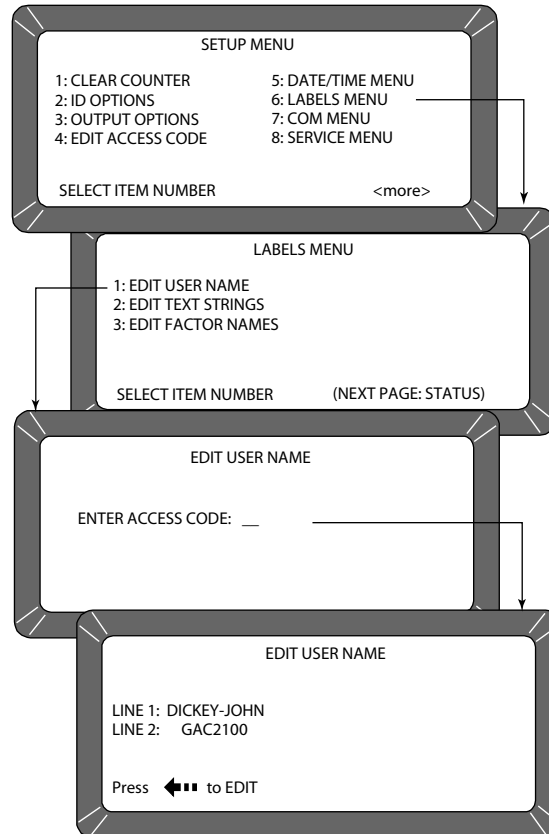 SETUP MENU
1: CLEAR COUNTER
2: ID OPTIONS
3: OUTPUT OPTIONS
4: EDIT ACCESS CODE
5: DATE/TIME MENU
6: LABELS MENU
7: COM MENU
8: SERVICE MENU
SELECT ITEM NUMBER <more>
LABELS MENU
1: EDIT USER NAME
2: EDIT TEXT STRINGS
3: EDIT FACTOR NAMES
SELECT ITEM NUMBER (NEXT PAGE: STATUS)
EDIT USER NAME
ENTER ACCESS CODE: __
EDIT USER NAME
LINE 1: DICKEY-JOHN
LINE 2: GAC2100
Press to EDIT